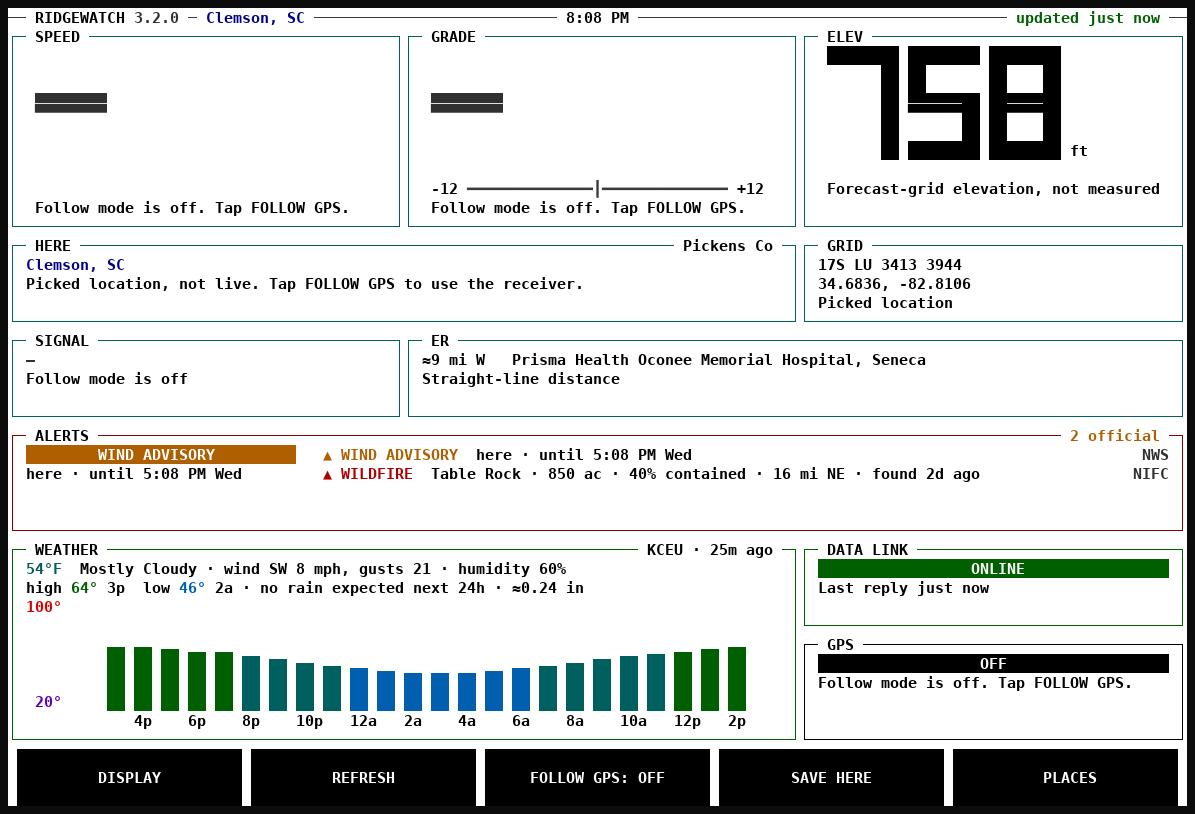 RIDGEWATCH 3.2.0 — Clemson, SC
8:08 PM
updated just now
SPEED
GRADE
ELEV
758 ft
-12 +12
Forecast-grid elevation, not measured
Follow mode is off. Tap FOLLOW GPS.
Follow mode is off. Tap FOLLOW GPS.
HERE
Pickens Co
GRID
Clemson, SC
Picked location, not live. Tap FOLLOW GPS to use the receiver.
17S LU 3413 3944
34.6836, -82.8106
Picked location
SIGNAL
—
Follow mode is off
ER
≈9 mi W Prisma Health Oconee Memorial Hospital, Seneca
Straight-line distance
ALERTS
2 official
WIND ADVISORY
here · until 5:08 PM Wed
▲ WIND ADVISORY here · until 5:08 PM Wed NWS
▲ WILDFIRE Table Rock · 850 ac · 40% contained · 16 mi NE · found 2d ago NIFC
WEATHER
KCEU · 25m ago
54°F Mostly Cloudy · wind SW 8 mph, gusts 21 · humidity 60%
high 64° 3p low 46° 2a · no rain expected next 24h · ≈0.24 in
100°
20°
4p 6p 8p 10p 12a 2a 4a 6a 8a 10a 12p 2p
DATA LINK
ONLINE
Last reply just now
GPS
OFF
Follow mode is off. Tap FOLLOW GPS.
DISPLAY
REFRESH
FOLLOW GPS: OFF
SAVE HERE
PLACES